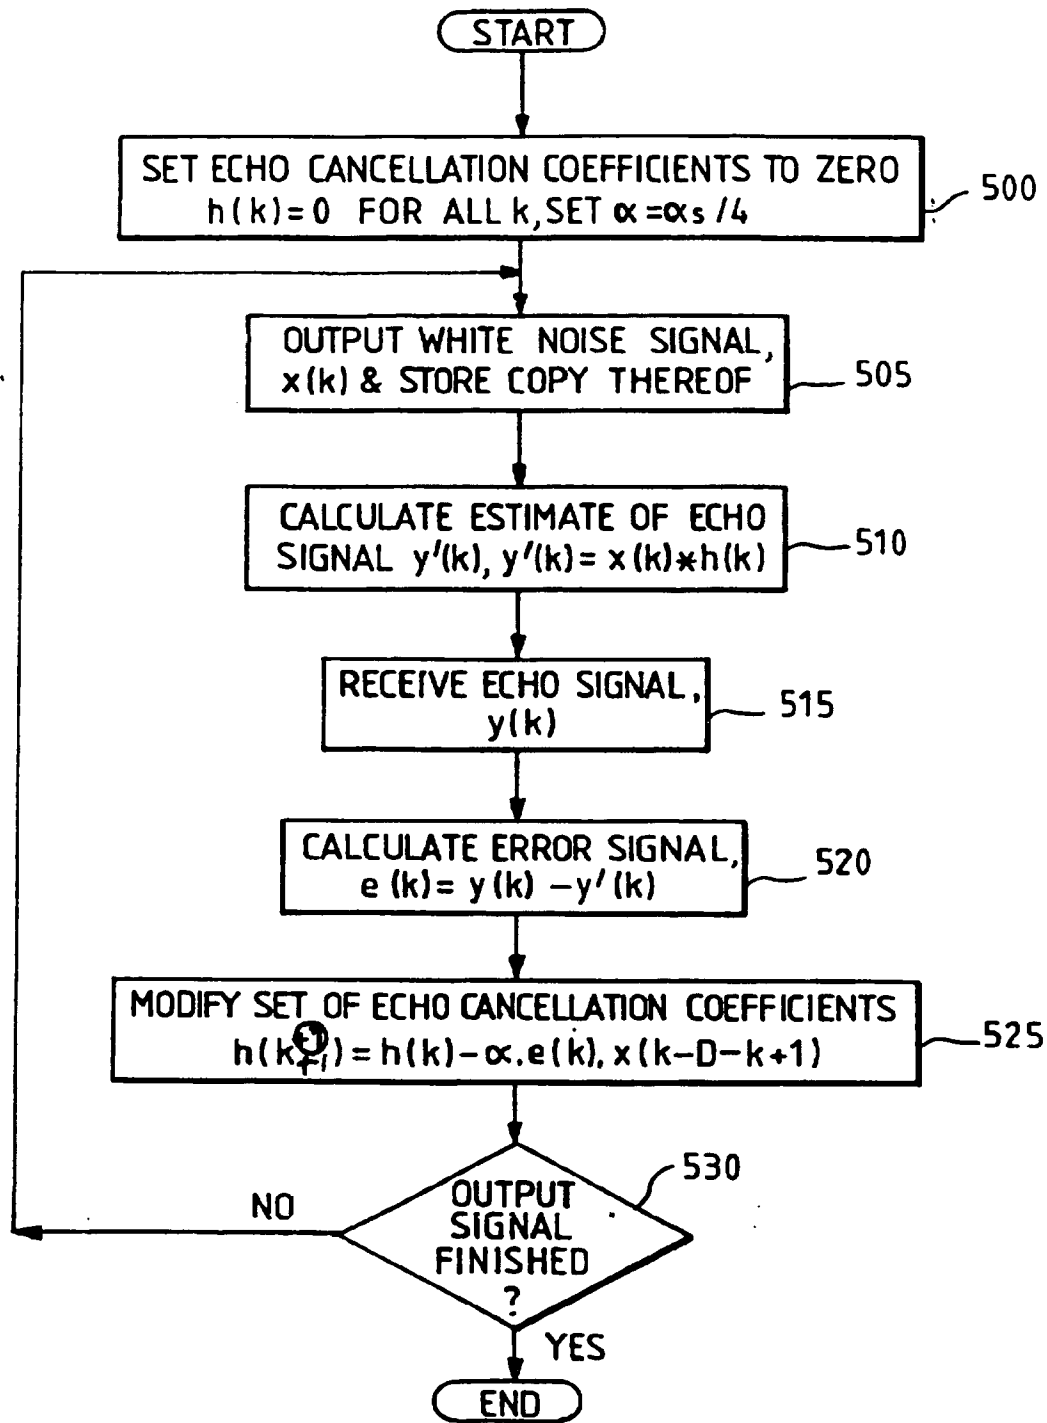 START
SET ECHO CANCELLATION COEFFICIENTS TO ZERO
h(k)=0 FOR ALL k, SET α=αs/4
500
OUTPUT WHITE NOISE SIGNAL,
x(k) & STORE COPY THEREOF
505
CALCULATE ESTIMATE OF ECHO
SIGNAL y'(k), y'(k)= x(k)*h(k)
510
RECEIVE ECHO SIGNAL,
y(k)
515
CALCULATE ERROR SIGNAL,
e(k)= y(k) -y'(k)
520
MODIFY SET OF ECHO CANCELLATION COEFFICIENTS
h(k+1)= h(k)-α.e(k), x(k-D-k+1)
525
530
OUTPUT
SIGNAL
FINISHED
?
NO
YES
END